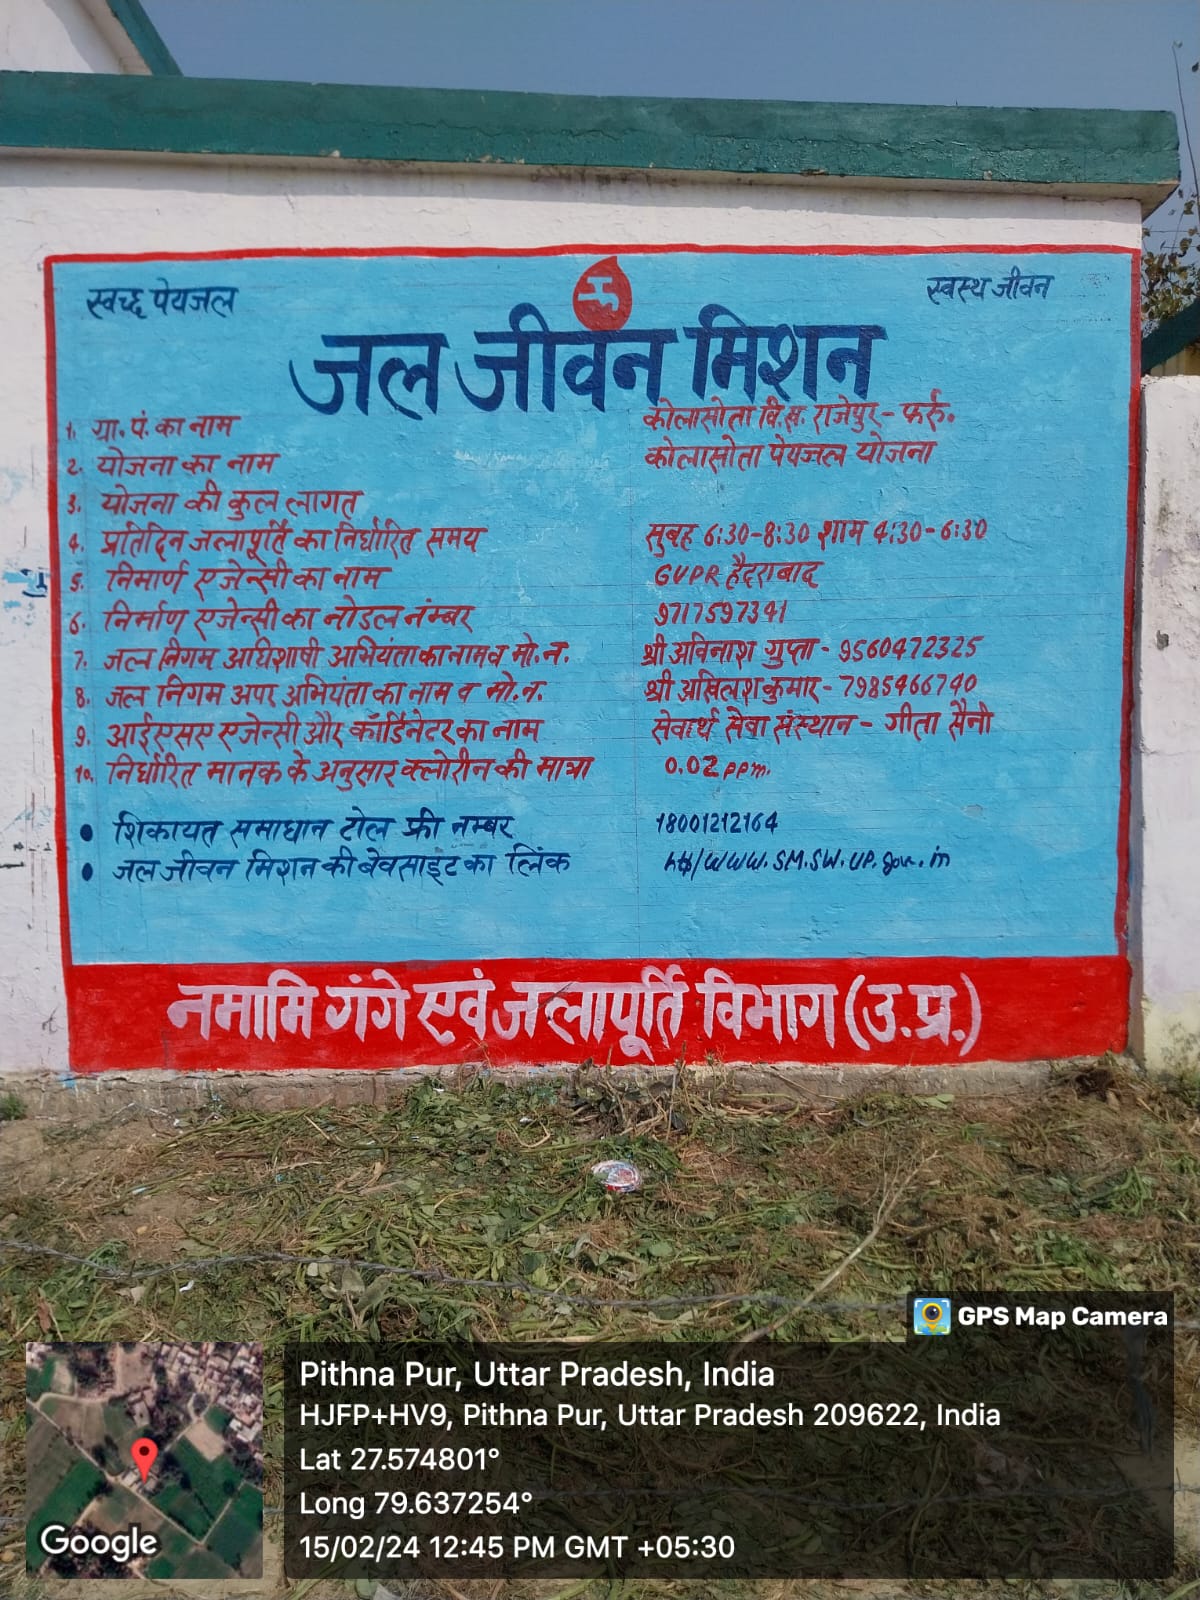 स्वच्छ पेयजल
स्वस्थ जीवन
जल जीवन मिशन
1. ग्रा. पं. का नाम कोलासोता वि.ख. राजेपुर - फर्रु.
2. योजना का नाम कोलासोता पेयजल योजना
3. योजना की कुल लागत
4. प्रतिदिन जलापूर्ति का निर्धारित समय सुबह 6:30-8:30 शाम 4:30-6:30
5. निमार्ण एजेन्सी का नाम GVPR हैदराबाद
6. निर्माण एजेन्सी का नोडल नंम्बर 9717597341
7. जल निगम अधिशाषी अभियंता का नाम व मो.न. श्री अविनाश गुप्ता - 9560472325
8. जल निगम अपर अभियंता का नाम व मो.न. श्री अखिलश कुमार - 7985466740
9. आईएसए एजेन्सी और कॉर्डिनेटर का नाम सेवार्थ सेवा संस्थान - गीता सैनी
10. निर्धारित मानक के अनुसार क्लोरीन की मात्रा 0.02 ppm.
• शिकायत समाधान टोल फ्री नम्बर 18001212164
• जल जीवन मिशन की बेवसाइट का लिंक /WWW.SM.SW.UP.gov.in
नमामि गंगे एवं जलापूर्ति विभाग (उ.प्र.)
GPS Map Camera
Pithna Pur, Uttar Pradesh, India
HJFP+HV9, Pithna Pur, Uttar Pradesh 209622, India
Lat 27.574801°
Long 79.637254°
15/02/24 12:45 PM GMT +05:30
Google